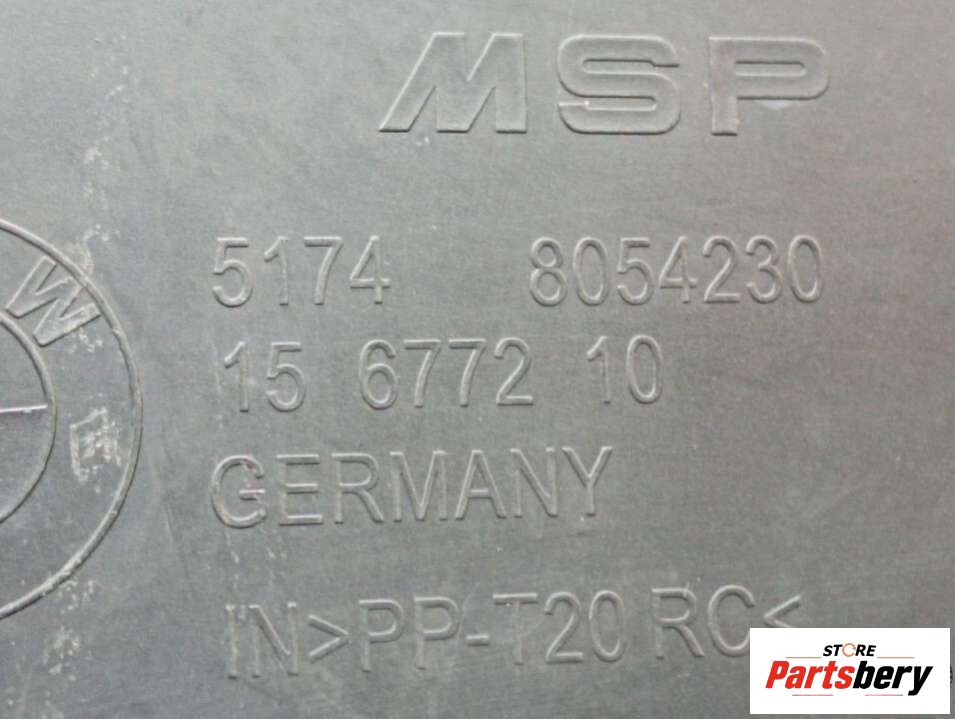 MSP
5174 8054230
W
15 6772 10
GERMANY
IN>PP-T20 RC<
STORE
Partsbery